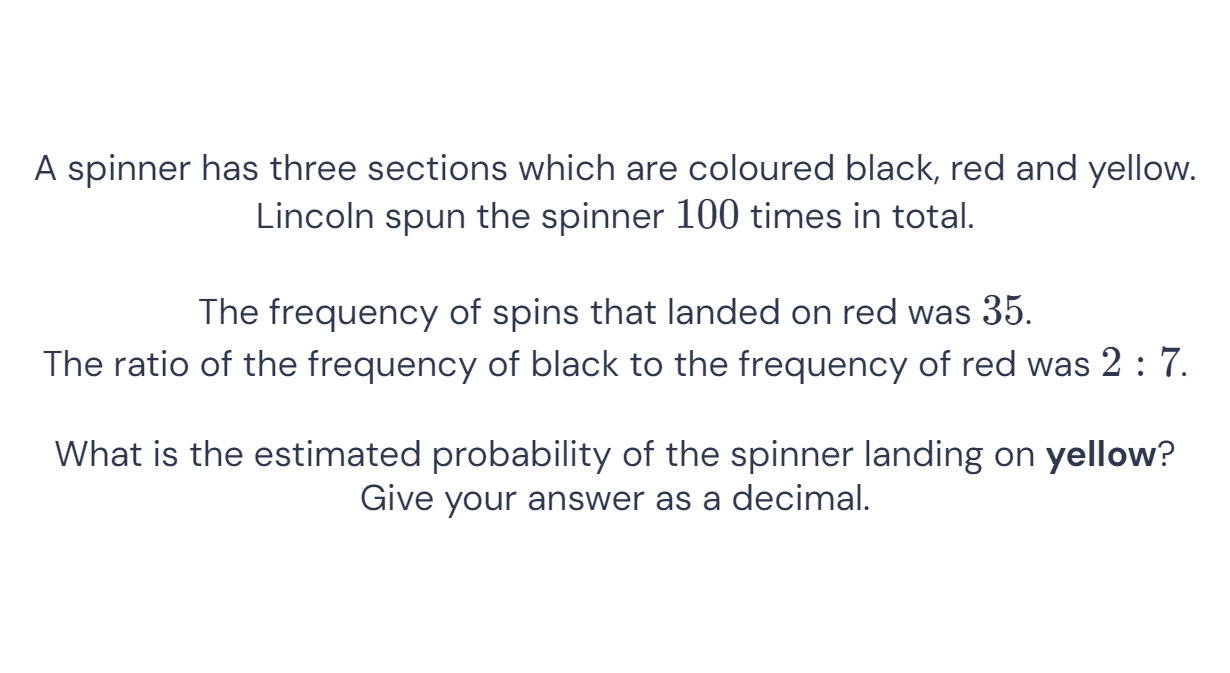 A spinner has three sections which are coloured black, red and yellow.
Lincoln spun the spinner 100 times in total.
The frequency of spins that landed on red was 35.
The ratio of the frequency of black to the frequency of red was 2 : 7.
What is the estimated probability of the spinner landing on yellow?
Give your answer as a decimal.